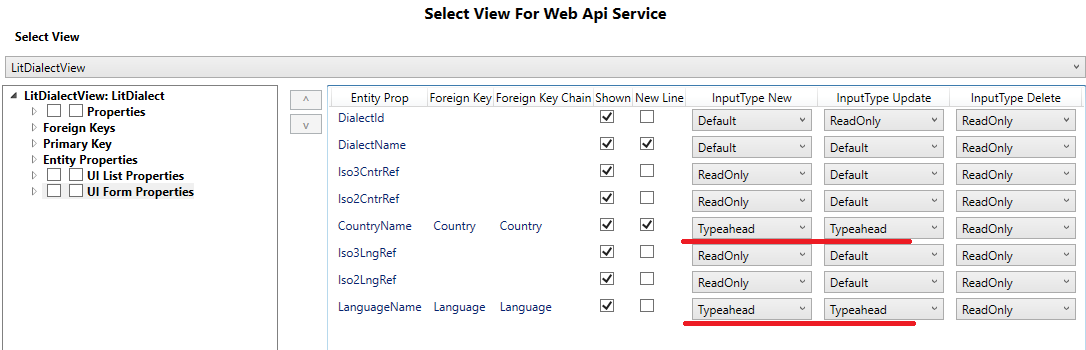 Select View For Web Api Service
Select View
LitDialectView
LitDialectView: LitDialect
Properties
Foreign Keys
Primary Key
Entity Properties
UI List Properties
UI Form Properties
Entity Prop Foreign Key Foreign Key Chain Shown New Line InputType New InputType Update InputType Delete
DialectId Default ReadOnly ReadOnly
DialectName Default Default ReadOnly
Iso3CntrRef ReadOnly Default ReadOnly
Iso2CntrRef ReadOnly Default ReadOnly
CountryName Country Country Typeahead Typeahead ReadOnly
Iso3LngRef ReadOnly Default ReadOnly
Iso2LngRef ReadOnly Default ReadOnly
LanguageName Language Language Typeahead Typeahead ReadOnly